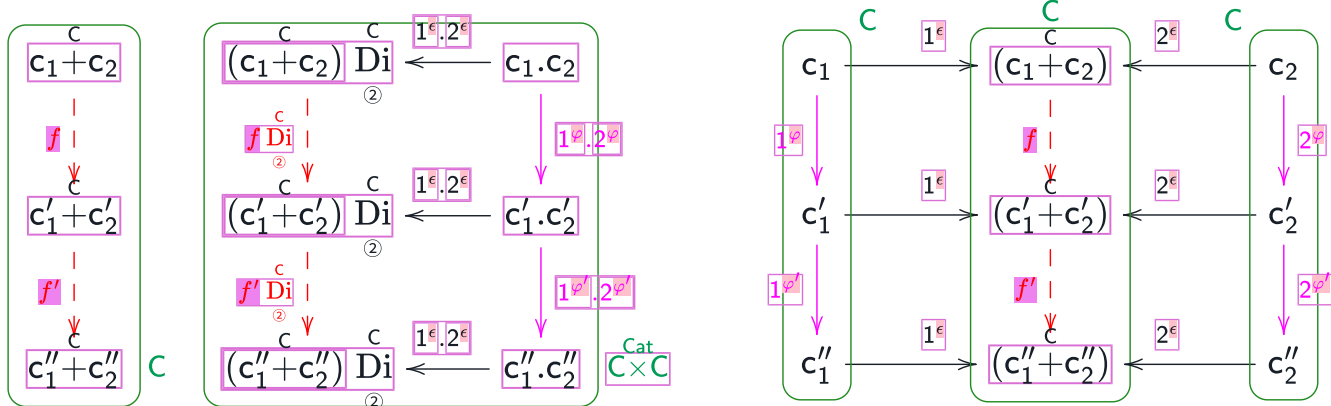 C C C 1^ϵ.2^ϵ C C C
c₁+c₂ (c₁+c₂) Di c₁.c₂ c₁ 1^ϵ (c₁+c₂) 2^ϵ c₂
②
C
f f Di 1^φ.2^φ 1^φ f 2^φ
②
C C C 1^ϵ.2^ϵ 1^ϵ C 2^ϵ
c′₁+c′₂ (c′₁+c′₂) Di c′₁.c′₂ c′₁ (c′₁+c′₂) c′₂
②
C
f′ f′ Di 1^φ′.2^φ′ 1^φ′ f′ 2^φ′
②
C C C 1^ϵ.2^ϵ Cat 1^ϵ C 2^ϵ
c″₁+c″₂ C (c″₁+c″₂) Di c″₁.c″₂ C×C c″₁ (c″₁+c″₂) c″₂
②